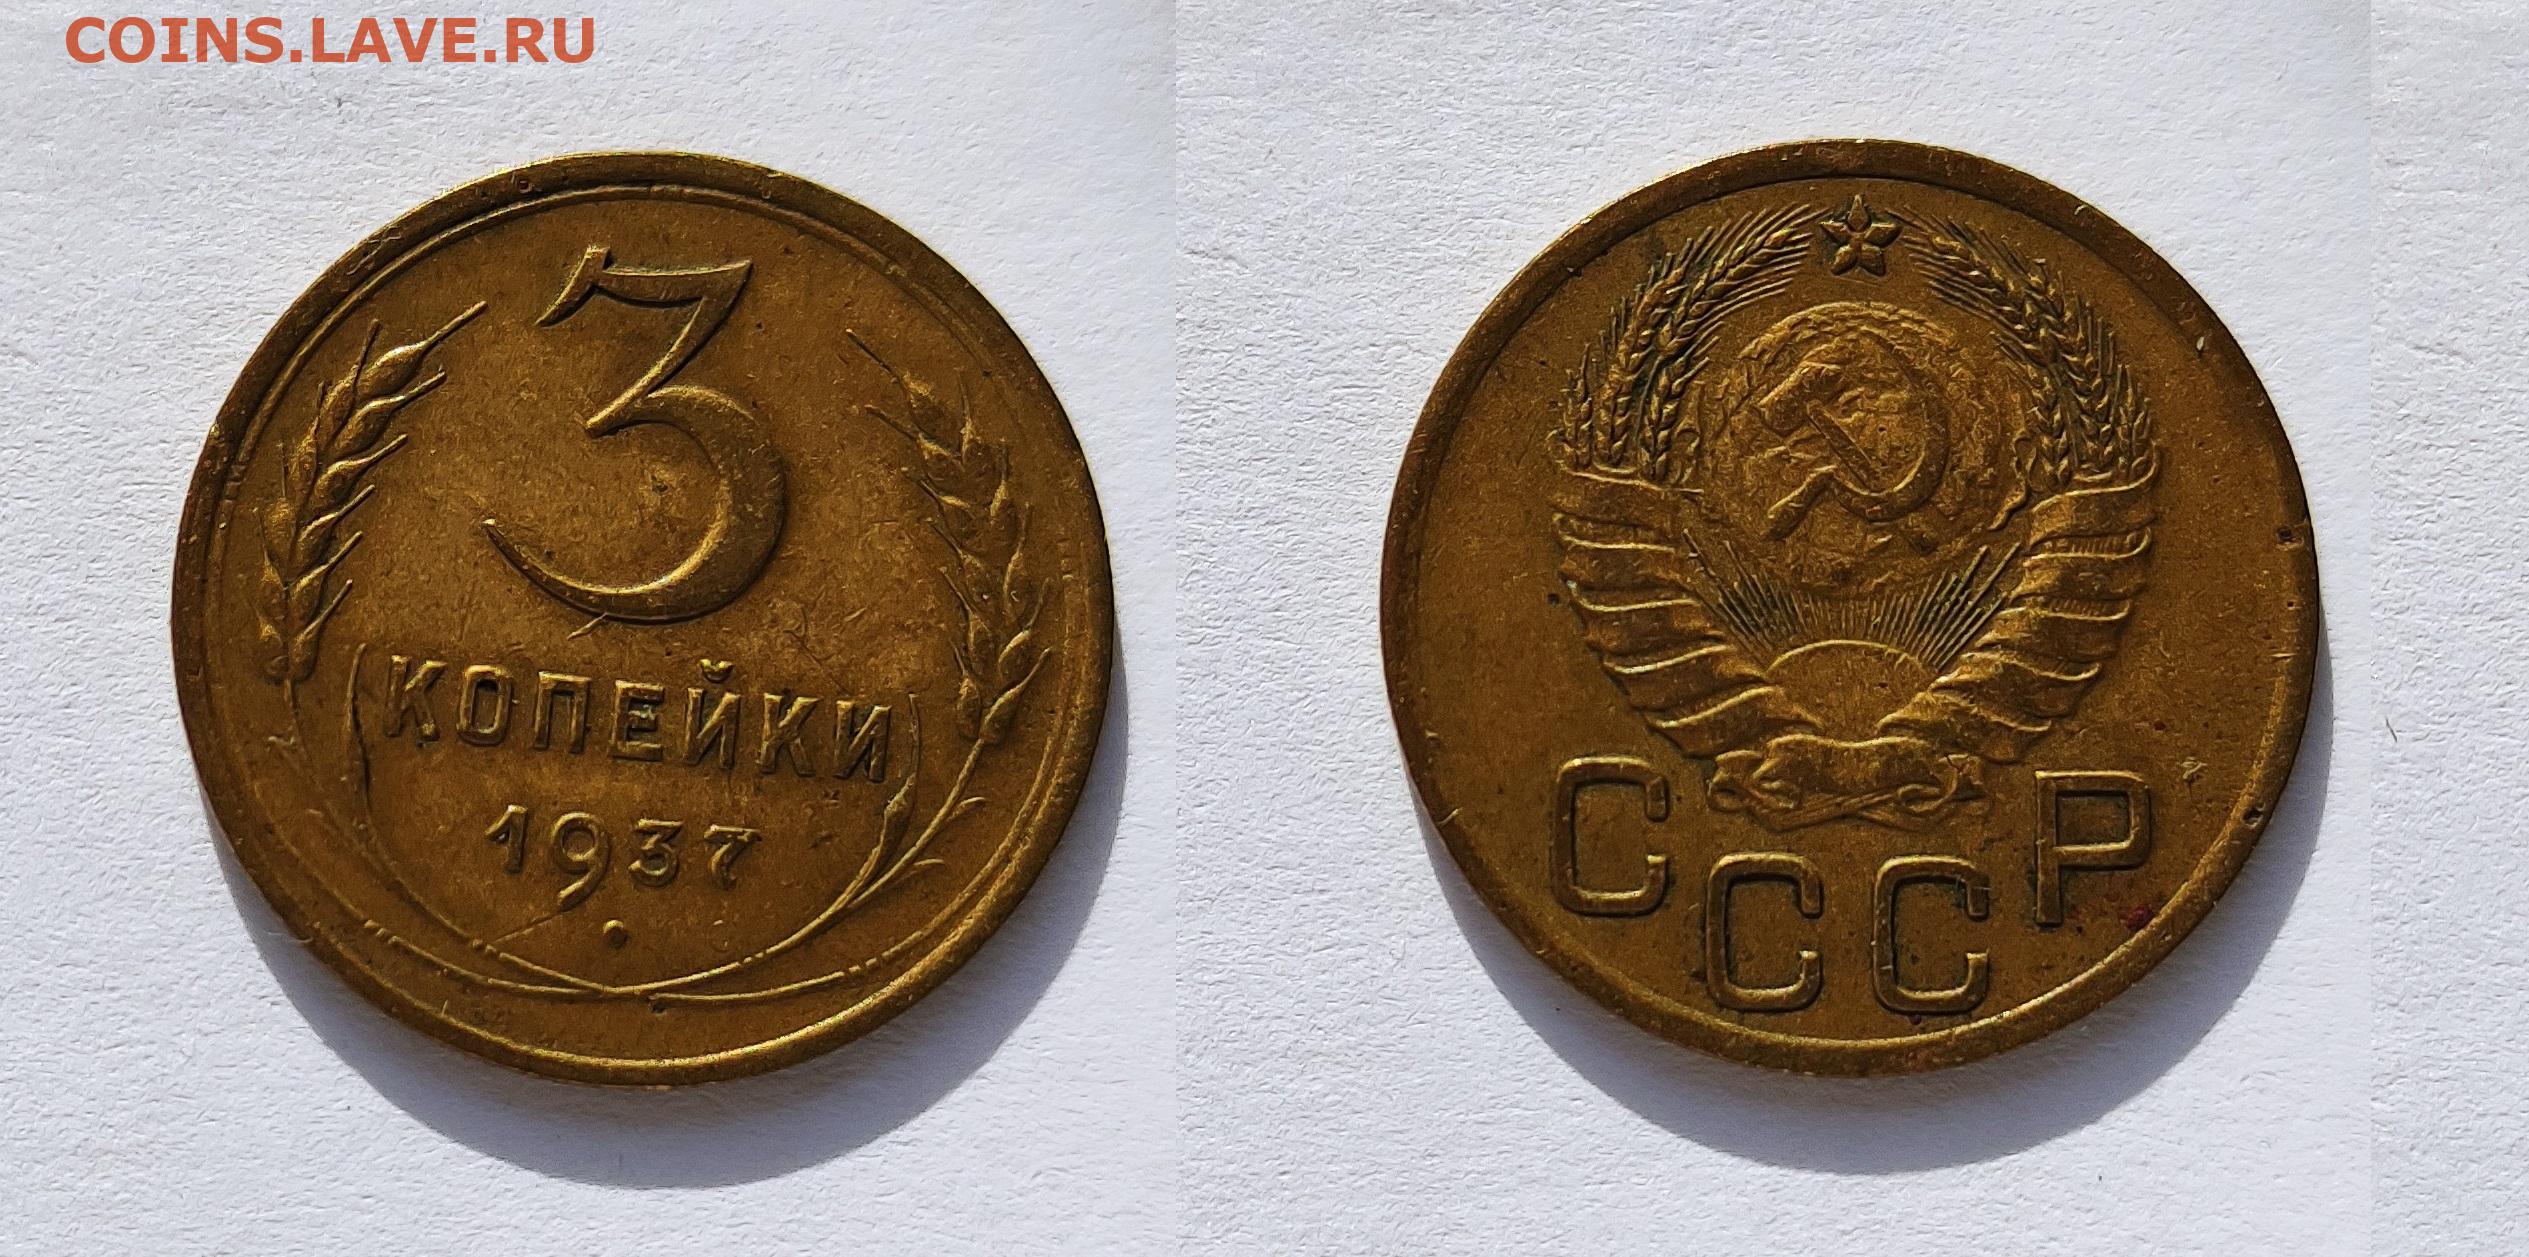 COINS.LAVE.RU
3
КОПЕЙКИ
1937
СССР